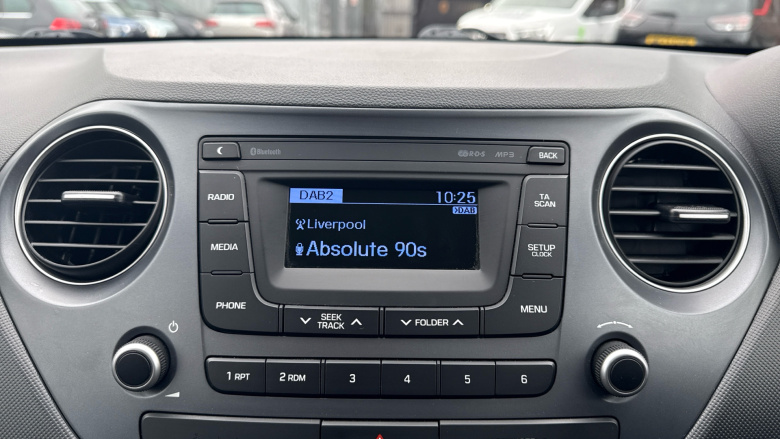 Bluetooth
R·D·S
MP3
BACK
RADIO
DAB2
10:25
DAB
TA
SCAN
Liverpool
MEDIA
Absolute 90s
SETUP
CLOCK
PHONE
SEEK
TRACK
FOLDER
MENU
1 RPT
2 RDM
3
4
5
6